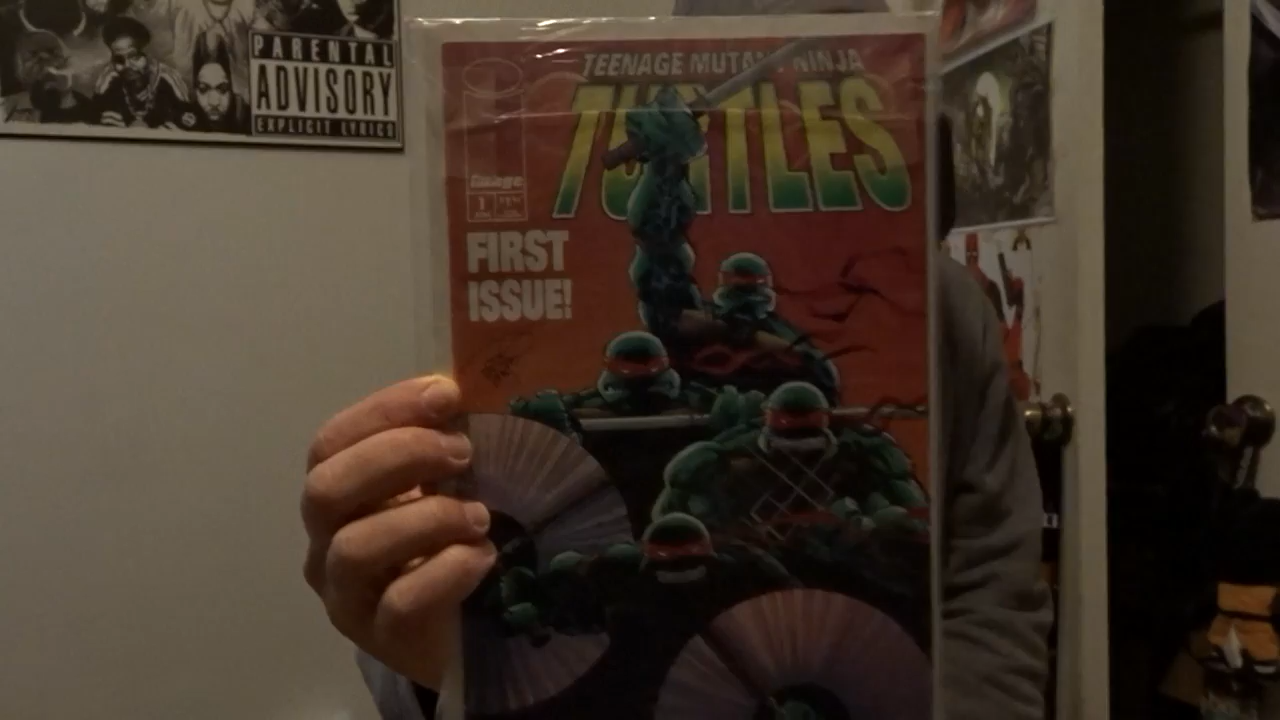 PARENTAL
ADVISORY
EXPLICIT LYRICS
TEENAGE MUTANT NINJA
TURTLES
image
1
FIRST
ISSUE!